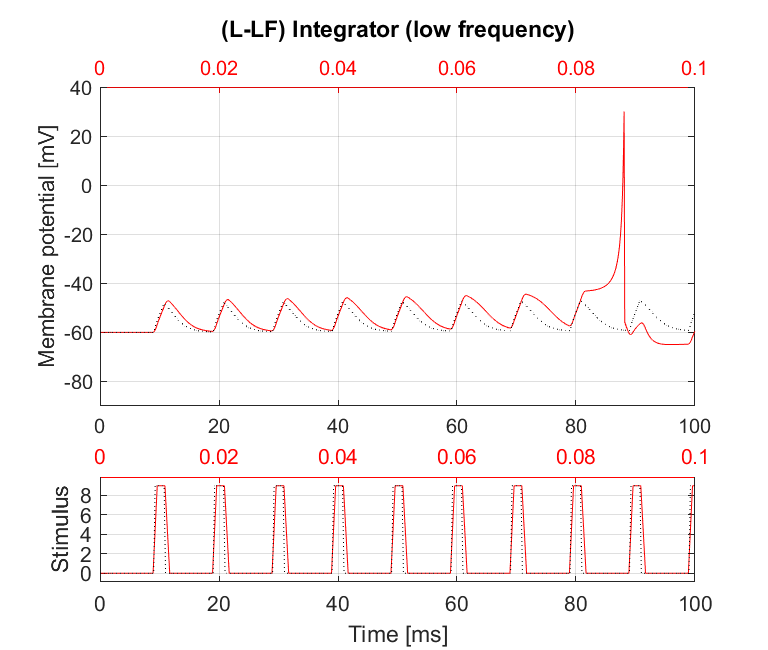 (L-LF) Integrator (low frequency)
0 0.02 0.04 0.06 0.08 0.1
Membrane potential [mV]
40
20
0
-20
-40
-60
-80
0 20 40 60 80 100
0 0.02 0.04 0.06 0.08 0.1
Stimulus
8
6
4
2
0
0 20 40 60 80 100
Time [ms]